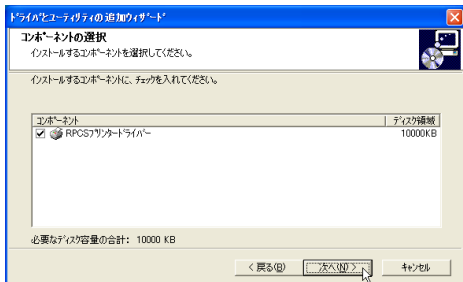 ﾄﾞﾗｲﾊﾞとﾕｰﾃｨﾘﾃｨの追加ｳｨｻﾞｰﾄﾞ
ｺﾝﾎﾟｰﾈﾝﾄの選択
ｲﾝｽﾄｰﾙするｺﾝﾎﾟｰﾈﾝﾄを選択してください。
ｲﾝｽﾄｰﾙするｺﾝﾎﾟｰﾈﾝﾄに、ﾁｪｯｸを入れてください。
ｺﾝﾎﾟｰﾈﾝﾄ ﾃﾞｨｽｸ領域
RPCSﾌﾟﾘﾝﾀｰﾄﾞﾗｲﾊﾞｰ 10000KB
必要なﾃﾞｨｽｸ容量の合計： 10000 KB
< 戻る(B) 次へ(N) > ｷｬﾝｾﾙ